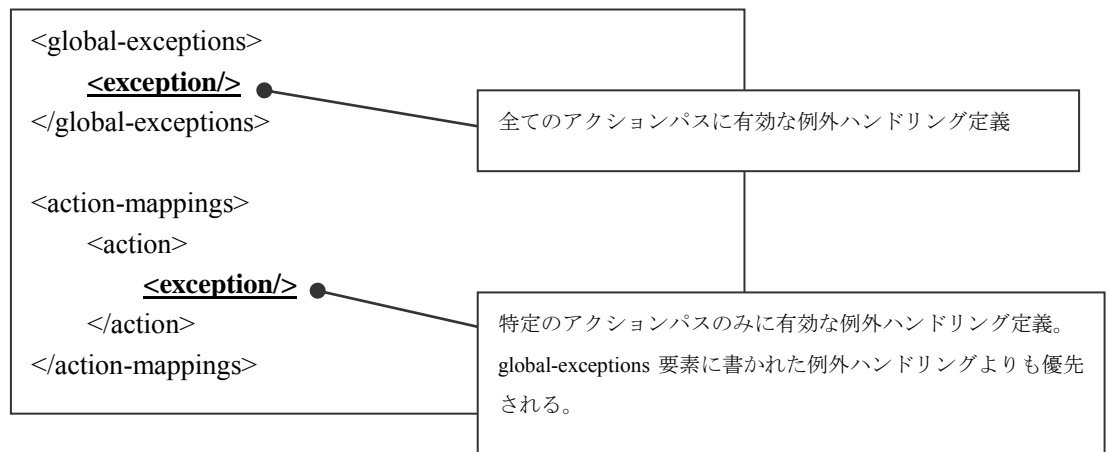 <global-exceptions>
<exception/>
</global-exceptions>
全てのアクションパスに有効な例外ハンドリング定義
<action-mappings>
<action>
<exception/>
</action>
</action-mappings>
特定のアクションパスのみに有効な例外ハンドリング定義。
global-exceptions 要素に書かれた例外ハンドリングよりも優先
される。